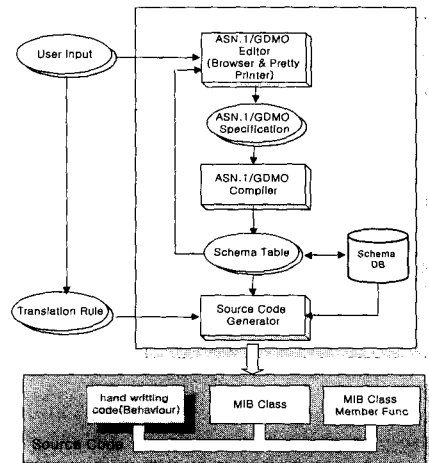 User Input
ASN.1/GDMO
Editor
(Browser & Pretty
Printer)
ASN.1/GDMO
Specification
ASN.1/GDMO
Compiler
Schema Table
Schema
DB
Translation Rule
Source Code
Generator
hand writting
code(Behaviour)
MIB Class
MIB Class
Member Func
Source Code